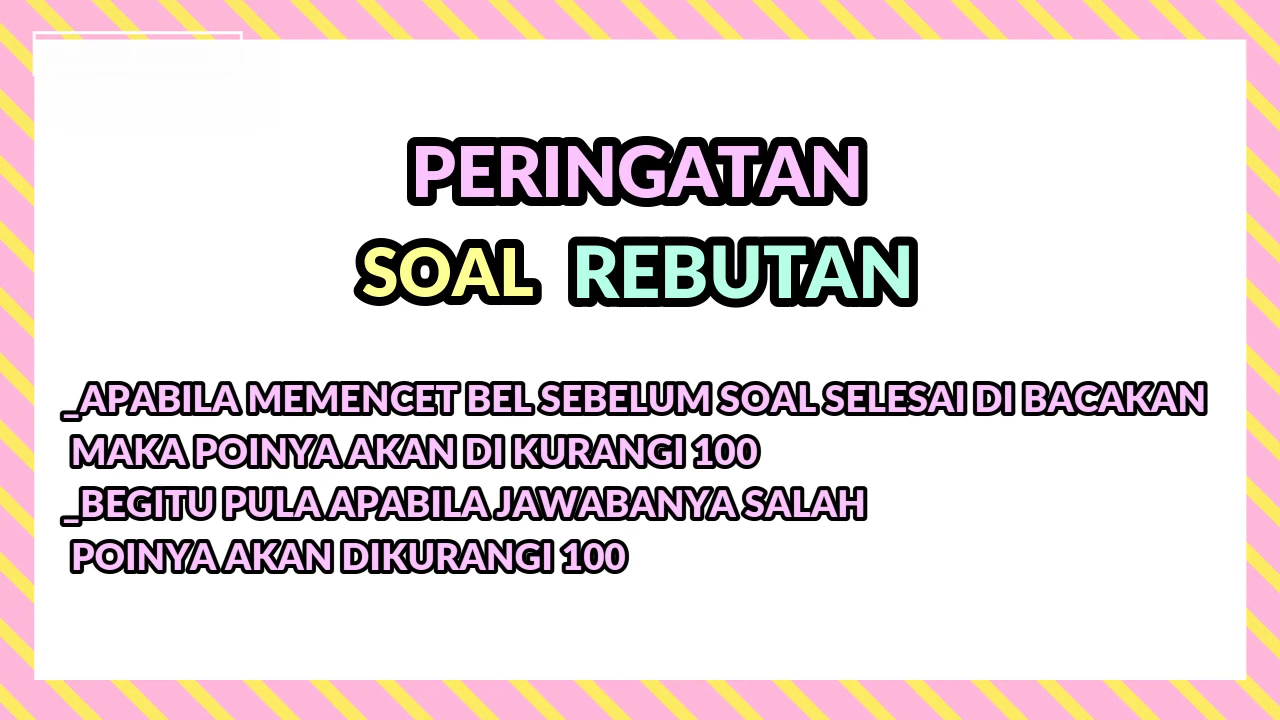 PERINGATAN
SOAL REBUTAN
_APABILA MEMENCET BEL SEBELUM SOAL SELESAI DI BACAKAN
MAKA POINYA AKAN DI KURANGI 100
_BEGITU PULA APABILA JAWABANYA SALAH
POINYA AKAN DIKURANGI 100